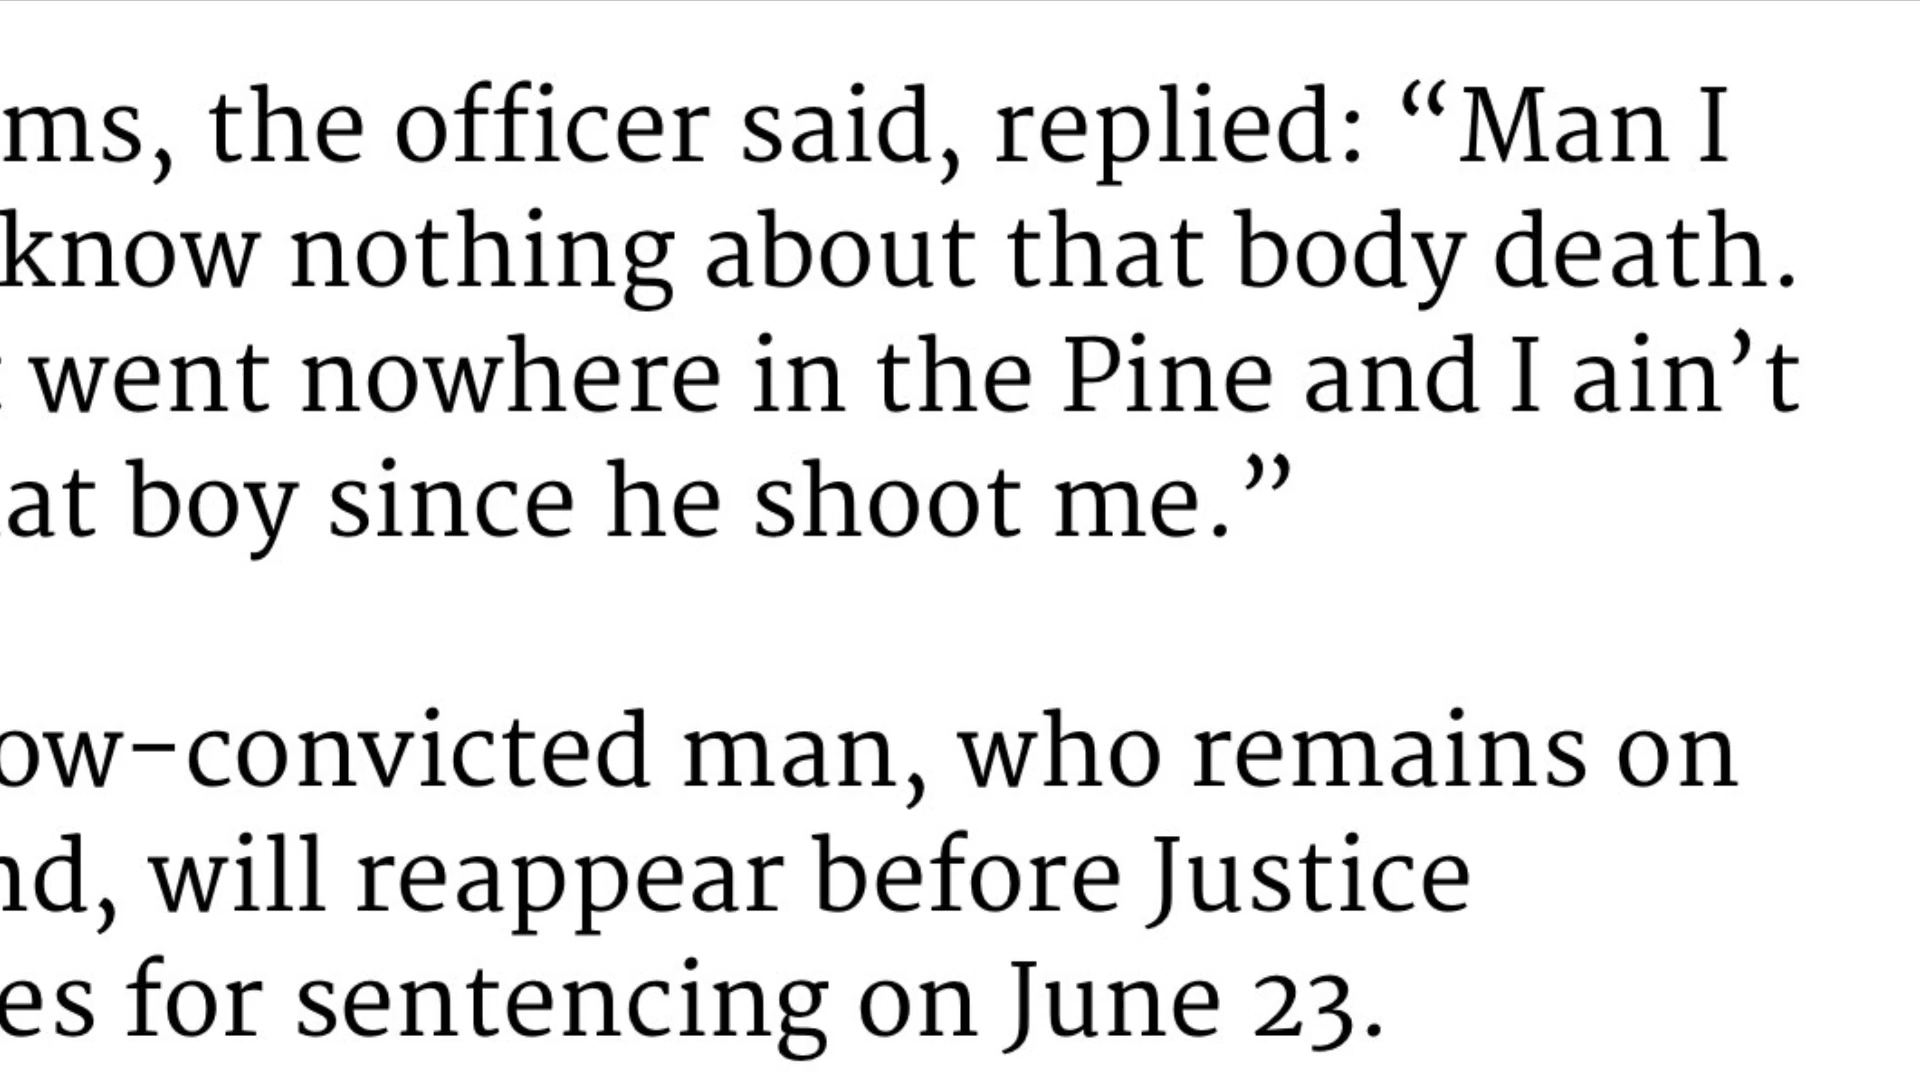 ms, the officer said, replied: “Man I
know nothing about that body death.
went nowhere in the Pine and I ain’t
at boy since he shoot me.”
ow-convicted man, who remains on
nd, will reappear before Justice
es for sentencing on June 23.